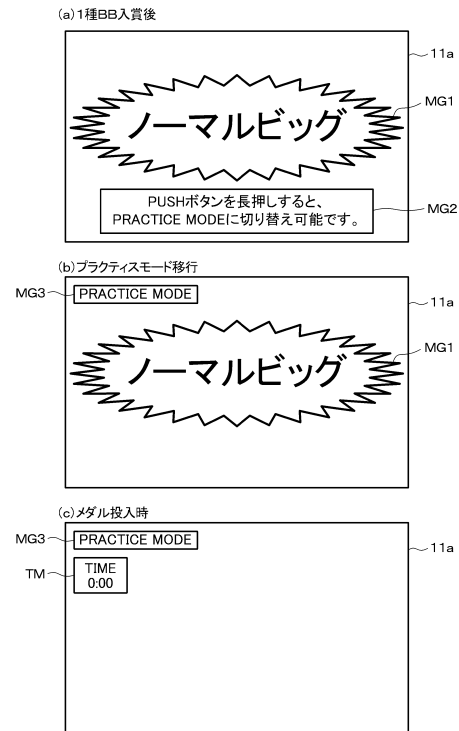 (a)1種BB入賞後
11a
MG1
ノーマルビッグ
PUSHボタンを長押しすると、
PRACTICE MODEに切り替え可能です。
MG2
(b)プラクティスモード移行
MG3
PRACTICE MODE
11a
MG1
ノーマルビッグ
(c)メダル投入時
MG3
PRACTICE MODE
11a
TM
TIME
0:00